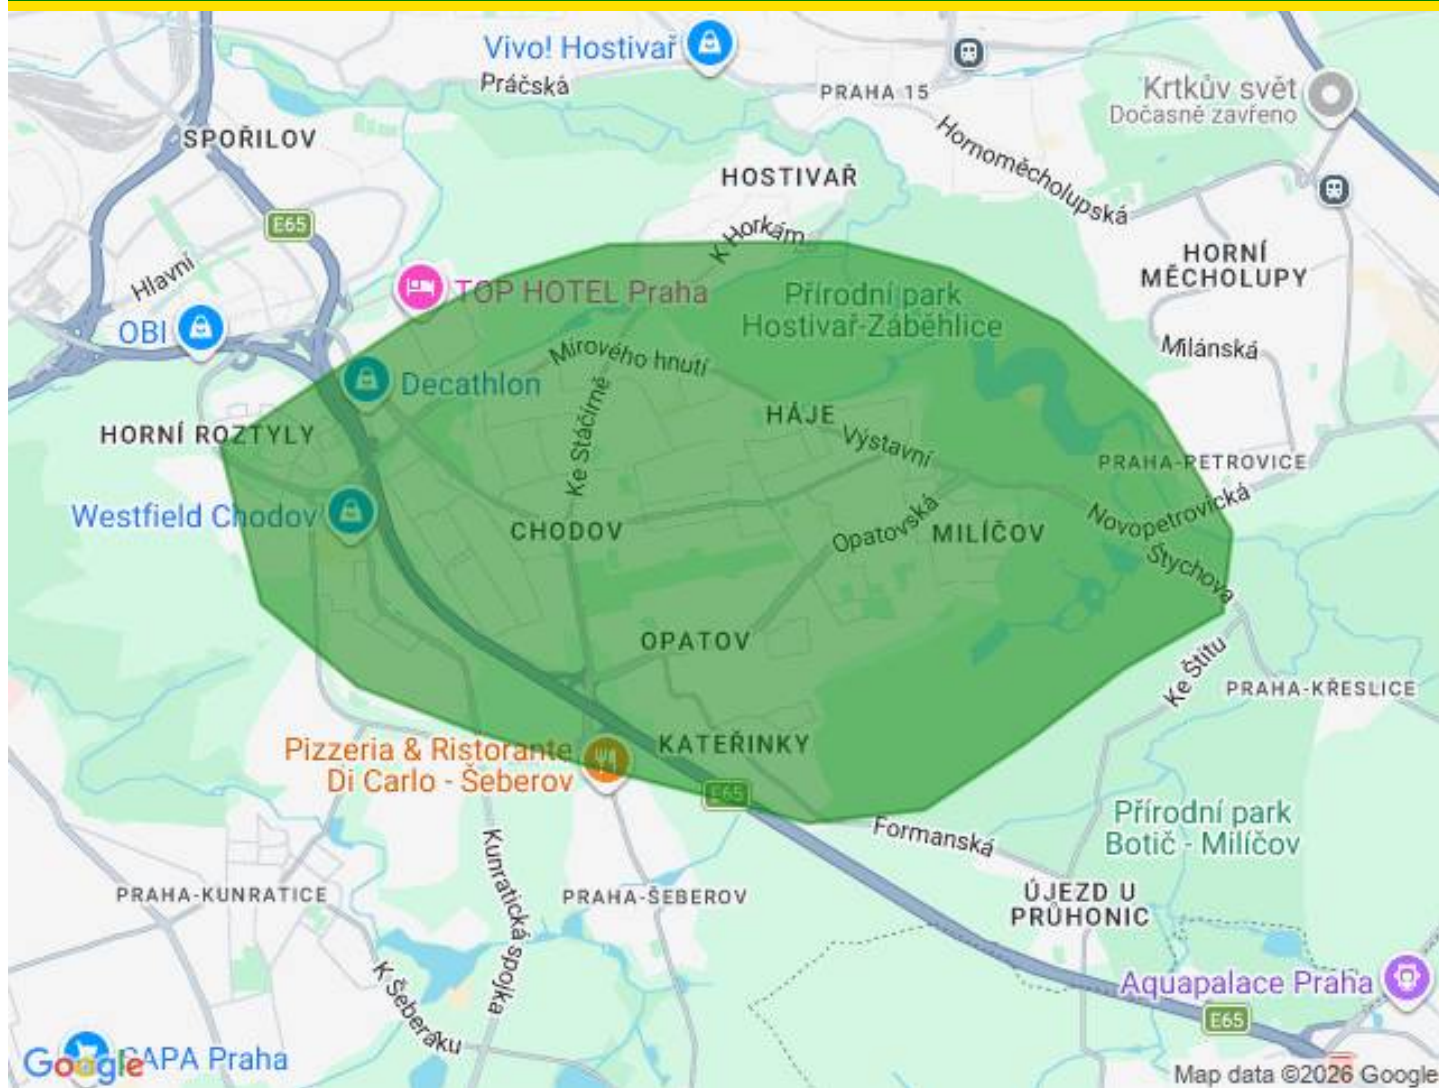 Vivo! Hostivař
Práčská
PRAHA 15
Krtkův svět
Dočasně zavřeno
SPOŘILOV
Hornoměcholupská
HOSTIVAŘ
E65
K Horkám
Hlavní
HORNÍ
MĚCHOLUPY
TOP HOTEL Praha
Přírodní park
Hostivař-Záběhlice
OBI
Mírového hnutí
Milánská
Decathlon
Ke Stáčírně
HÁJE
HORNÍ ROZTYLY
Výstavní
PRAHA-PETROVICE
Westfield Chodov
Novopetrovická
CHODOV
Opatovská
MILÍČOV
Štychova
OPATOV
Ke Štítu
PRAHA-KŘESLICE
Pizzeria & Ristorante
Di Carlo - Šeberov
KATEŘINKY
E65
Přírodní park
Botič - Milíčov
Formanská
Kunratická spojka
PRAHA-KUNRATICE
PRAHA-ŠEBEROV
ÚJEZD U
PRŮHONIC
K Šeberáku
Aquapalace Praha
E65
Google
SAPA Praha
Map data ©2026 Google